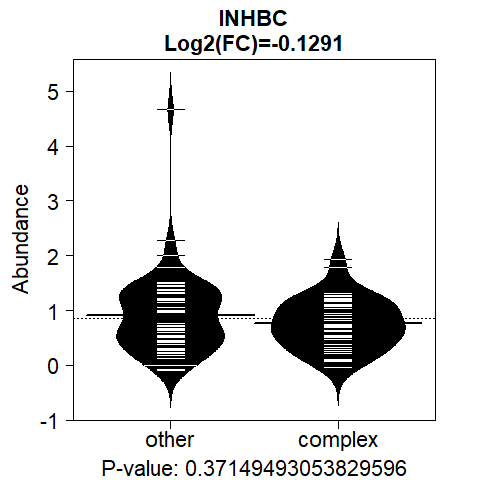 INHBC
Log2(FC)=-0.1291
Abundance
5
4
3
2
1
0
-1
other complex
P-value: 0.37149493053829596